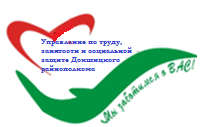 Управление по труду,
занятости и социальной
защите Докшицкого
райисполкома
Мы заботимся о ВАС!